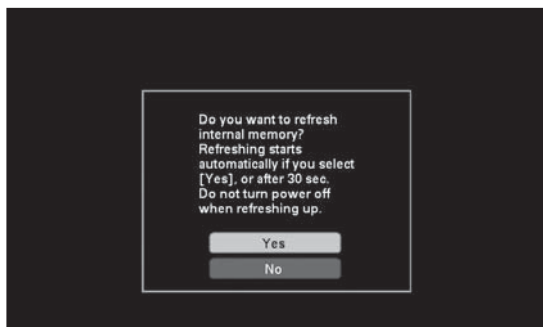 Do you want to refresh
internal memory?
Refreshing starts
automatically if you select
[Yes], or after 30 sec.
Do not turn power off
when refreshing up.
Yes
No